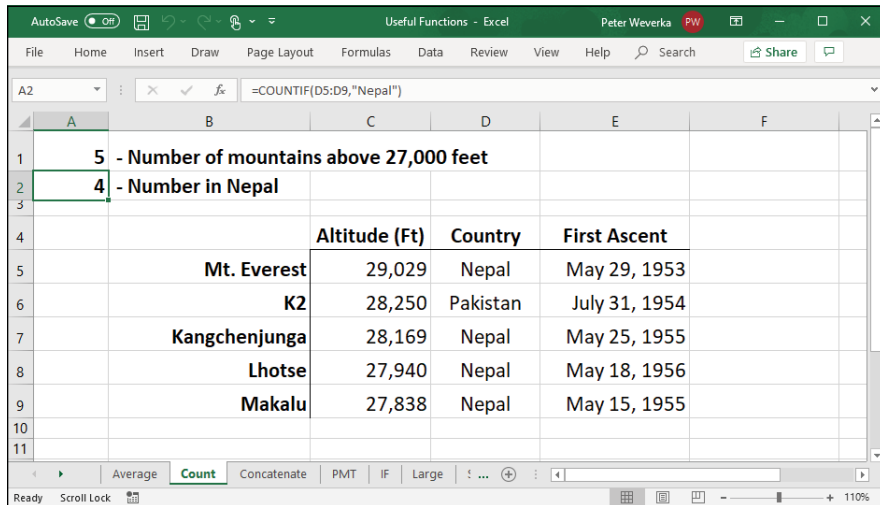 AutoSave Off Useful Functions - Excel Peter Weverka PW
File Home Insert Draw Page Layout Formulas Data Review View Help Search Share
A2 fx =COUNTIF(D5:D9,"Nepal")
A B C D E F
1 5 - Number of mountains above 27,000 feet
2 4 - Number in Nepal
3
4 Altitude (Ft) Country First Ascent
5 Mt. Everest 29,029 Nepal May 29, 1953
6 K2 28,250 Pakistan July 31, 1954
7 Kangchenjunga 28,169 Nepal May 25, 1955
8 Lhotse 27,940 Nepal May 18, 1956
9 Makalu 27,838 Nepal May 15, 1955
10
11
Average Count Concatenate PMT IF Large ...
Ready Scroll Lock 110%